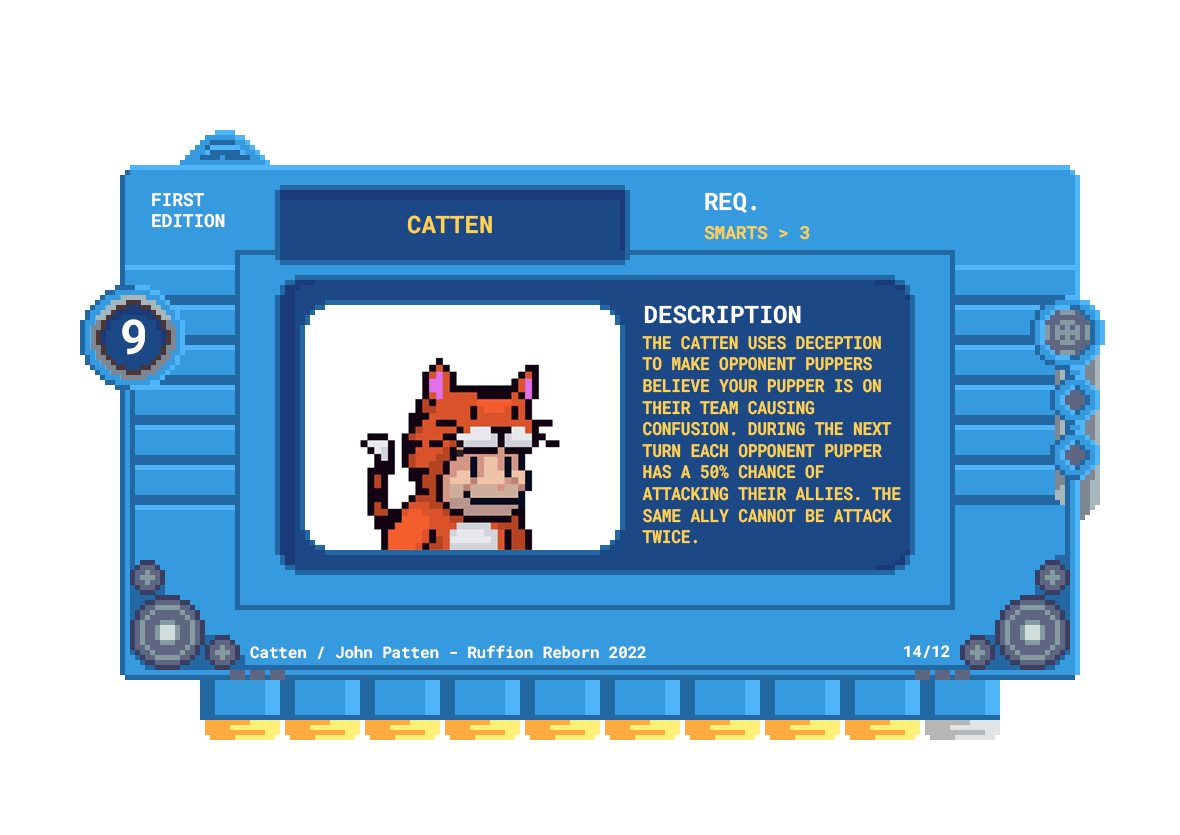 FIRST
EDITION
CATTEN
REQ.
SMARTS > 3
9
DESCRIPTION
THE CATTEN USES DECEPTION
TO MAKE OPPONENT PUPPERS
BELIEVE YOUR PUPPER IS ON
THEIR TEAM CAUSING
CONFUSION. DURING THE NEXT
TURN EACH OPPONENT PUPPER
HAS A 50% CHANCE OF
ATTACKING THEIR ALLIES. THE
SAME ALLY CANNOT BE ATTACK
TWICE.
Catten / John Patten - Ruffion Reborn 2022
14/12